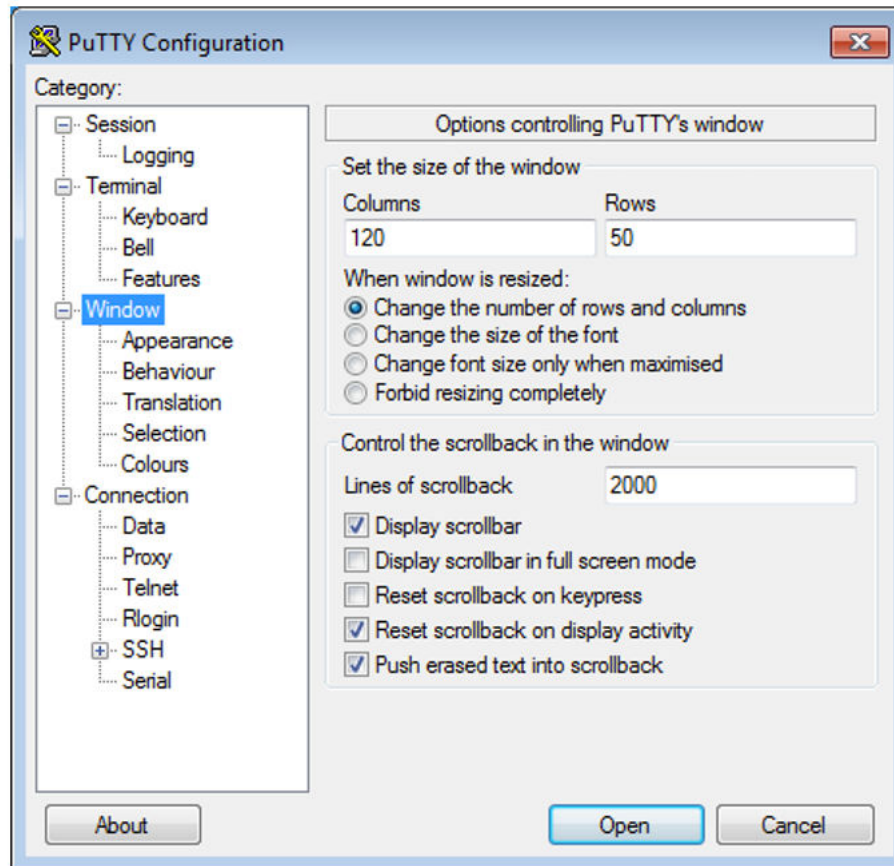 PuTTY Configuration
Category:
Session
Logging
Terminal
Keyboard
Bell
Features
Window
Appearance
Behaviour
Translation
Selection
Colours
Connection
Data
Proxy
Telnet
Rlogin
SSH
Serial
Options controlling PuTTY's window
Set the size of the window
Columns Rows
120 50
When window is resized:
Change the number of rows and columns
Change the size of the font
Change font size only when maximised
Forbid resizing completely
Control the scrollback in the window
Lines of scrollback 2000
Display scrollbar
Display scrollbar in full screen mode
Reset scrollback on keypress
Reset scrollback on display activity
Push erased text into scrollback
About Open Cancel